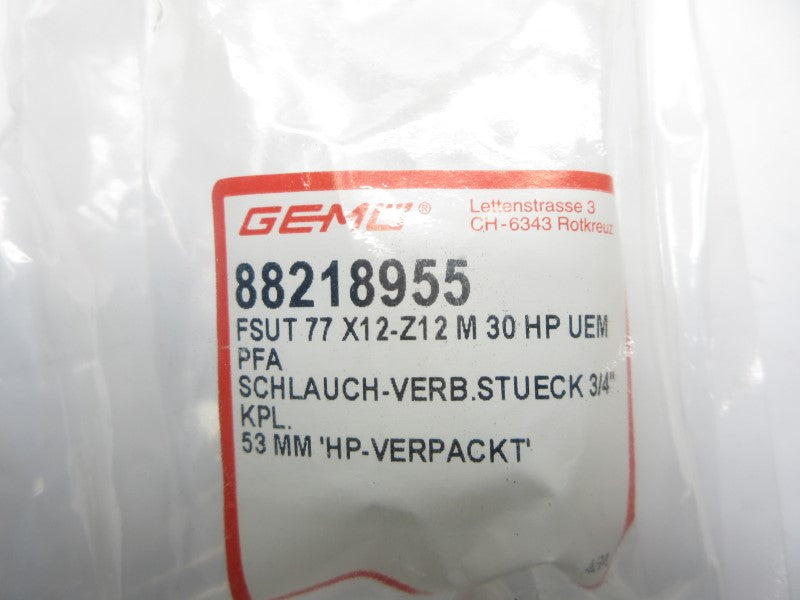 GEMÜ®
Lettenstrasse 3
CH-6343 Rotkreuz
88218955
FSUT 77 X12-Z12 M 30 HP UEM
PFA
SCHLAUCH-VERB.STUECK 3/4"
KPL.
53 MM 'HP-VERPACKT'